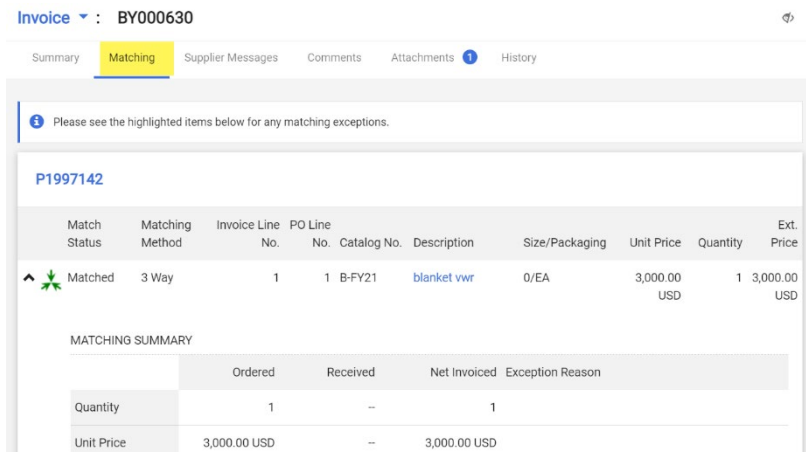 Invoice : BY000630
Summary Matching Supplier Messages Comments Attachments 1 History
Please see the highlighted items below for any matching exceptions.
P1997142
Match Status Matching Method Invoice Line No. PO Line No. Catalog No. Description Size/Packaging Unit Price Quantity Ext. Price
Matched 3 Way 1 1 B-FY21 blanket vwr 0/EA 3,000.00 USD 1 3,000.00 USD
MATCHING SUMMARY
Ordered Received Net Invoiced Exception Reason
Quantity 1 -- 1
Unit Price 3,000.00 USD -- 3,000.00 USD